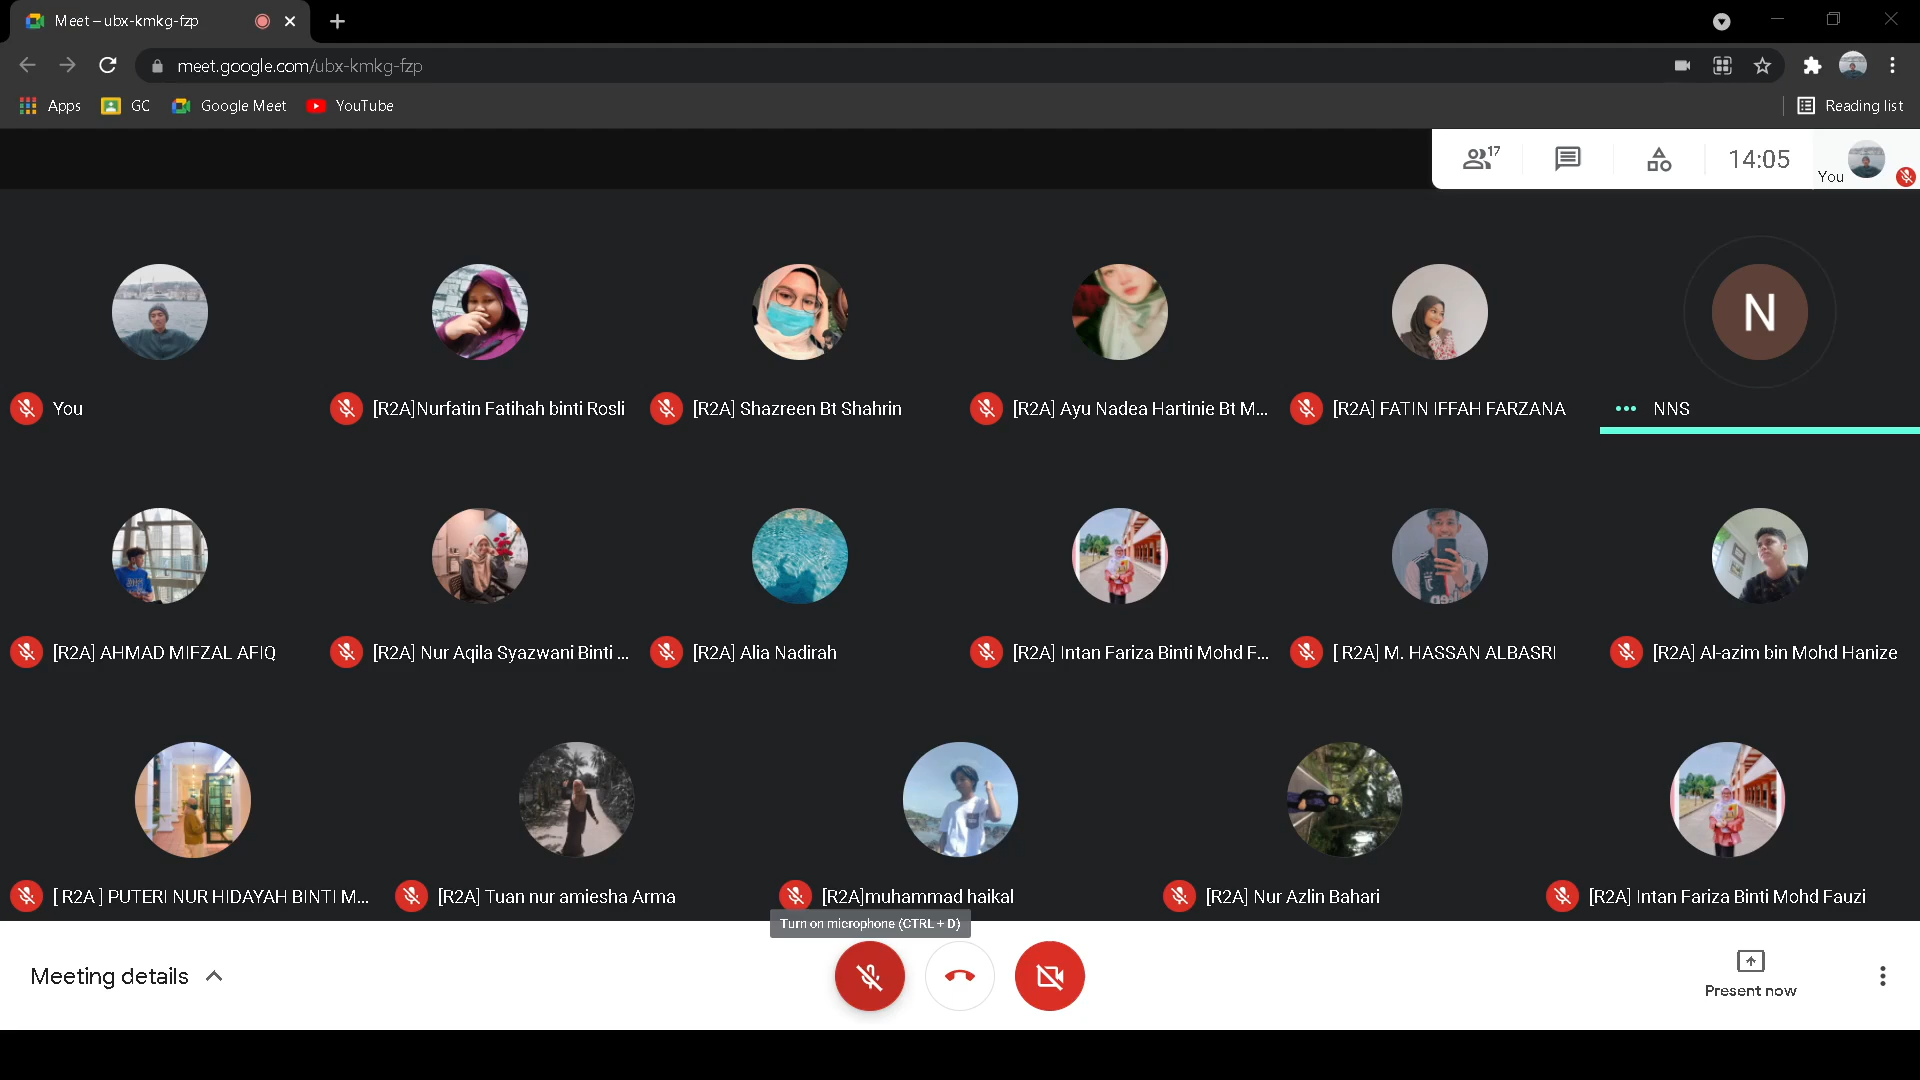 Meet – ubx-kmkg-fzp
meet.google.com/ubx-kmkg-fzp
Apps GC Google Meet YouTube Reading list
17 14:05 You
N
You [R2A]Nurfatin Fatihah binti Rosli [R2A] Shazreen Bt Shahrin [R2A] Ayu Nadea Hartinie Bt M... [R2A] FATIN IFFAH FARZANA NNS
[R2A] AHMAD MIFZAL AFIQ [R2A] Nur Aqila Syazwani Binti ... [R2A] Alia Nadirah [R2A] Intan Fariza Binti Mohd F... [ R2A] M. HASSAN ALBASRI [R2A] Al-azim bin Mohd Hanize
[ R2A ] PUTERI NUR HIDAYAH BINTI M... [R2A] Tuan nur amiesha Arma [R2A]muhammad haikal [R2A] Nur Azlin Bahari [R2A] Intan Fariza Binti Mohd Fauzi
Turn on microphone (CTRL + D)
Meeting details Present now